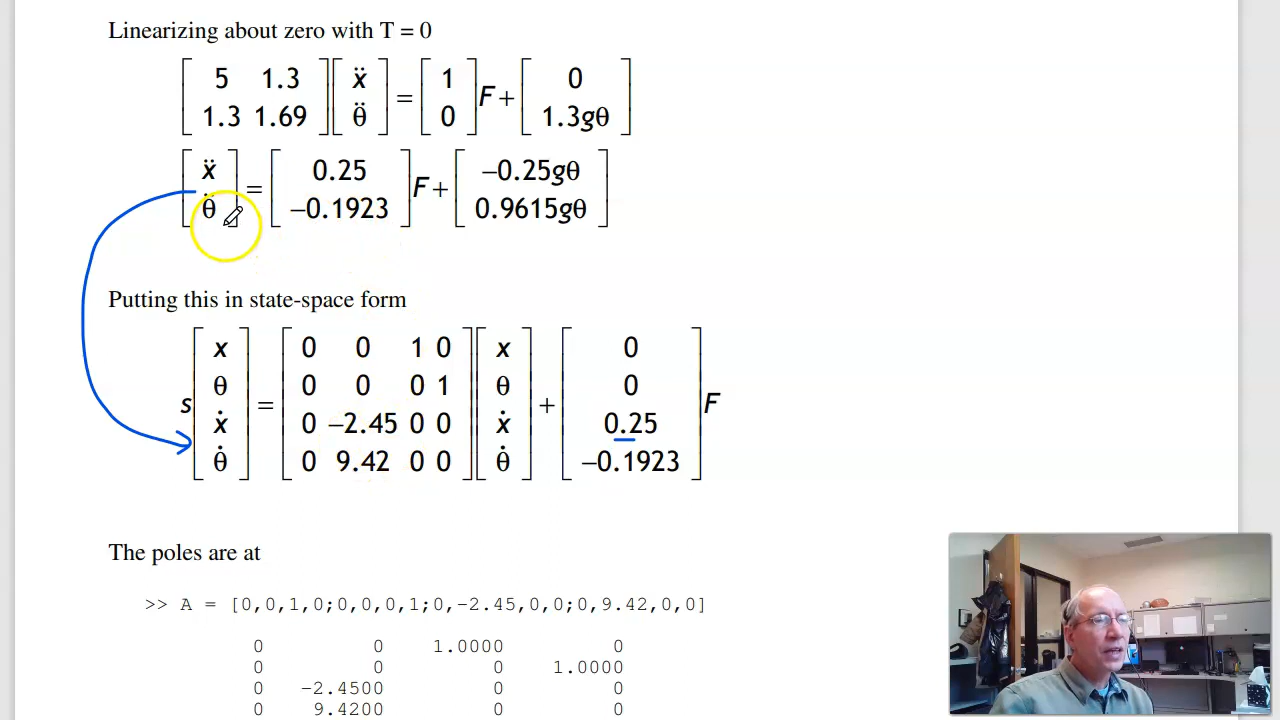 Linearizing about zero with T = 0
[ 5 1.3 ] [ ẍ ] = [ 1 ] F + [ 0 ]
[ 1.3 1.69 ] [ θ̈ ] [ 0 ] [ 1.3gθ ]
[ ẍ ] = [ 0.25 ] F + [ −0.25gθ ]
[ θ̈ ] [ −0.1923 ] [ 0.9615gθ ]
Putting this in state-space form
[ x ] [ 0 0 1 0 ] [ x ] [ 0 ]
[ θ ] [ 0 0 0 1 ] [ θ ] [ 0 ]
s [ ẋ ] = [ 0 −2.45 0 0 ] [ ẋ ] + [ 0.25 ] F
[ θ̇ ] [ 0 9.42 0 0 ] [ θ̇ ] [ −0.1923 ]
The poles are at
>> A = [0,0,1,0;0,0,0,1;0,-2.45,0,0;0,9.42,0,0]
0 0 1.0000 0
0 0 0 1.0000
0 -2.4500 0 0
0 9.4200 0 0